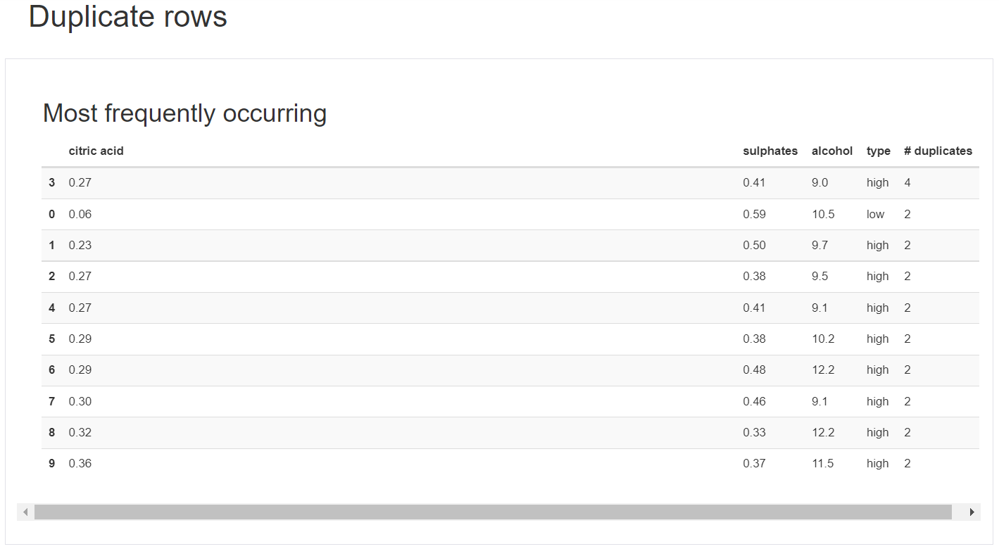 Duplicate rows
Most frequently occurring
citric acid sulphates alcohol type # duplicates
3 0.27 0.41 9.0 high 4
0 0.06 0.59 10.5 low 2
1 0.23 0.50 9.7 high 2
2 0.27 0.38 9.5 high 2
4 0.27 0.41 9.1 high 2
5 0.29 0.38 10.2 high 2
6 0.29 0.48 12.2 high 2
7 0.30 0.46 9.1 high 2
8 0.32 0.33 12.2 high 2
9 0.36 0.37 11.5 high 2